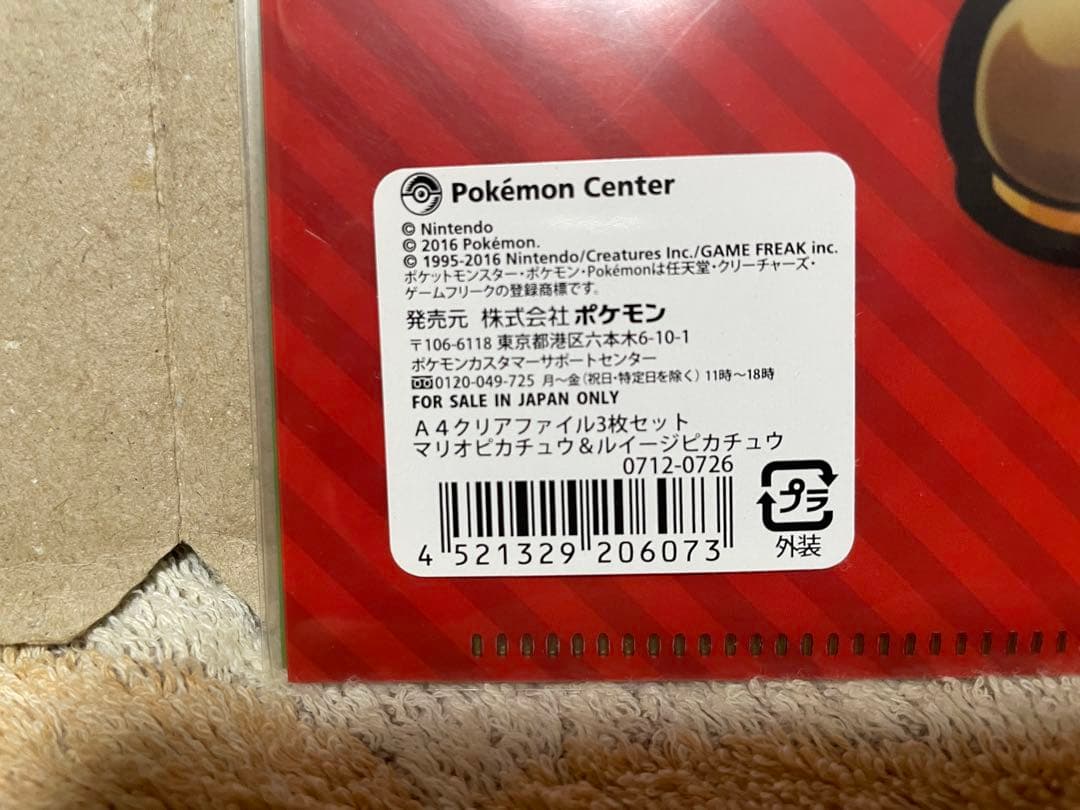 Pokémon Center
© Nintendo
© 2016 Pokémon.
© 1995-2016 Nintendo/Creatures Inc./GAME FREAK inc.
ポケットモンスター・ポケモン・Pokémonは任天堂・クリーチャーズ・
ゲームフリークの登録商標です。
発売元 株式会社 ポケモン
〒106-6118 東京都港区六本木6-10-1
ポケモンカスタマーサポートセンター
0120-049-725 月～金(祝日・特定日を除く) 11時～18時
FOR SALE IN JAPAN ONLY
A4クリアファイル3枚セット
マリオピカチュウ&ルイージピカチュウ
0712-0726
4 521329 206073
プラ
外装